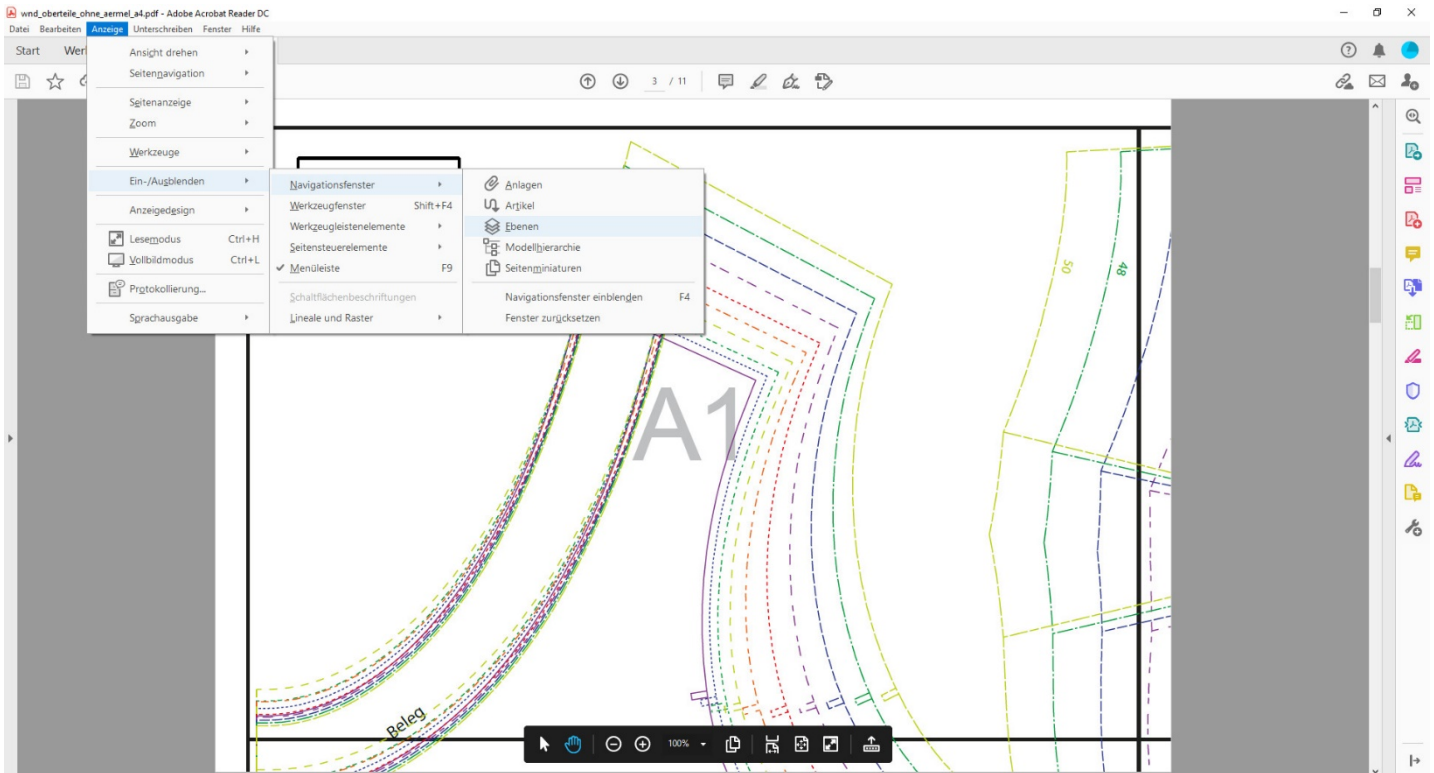 wnd_oberteile_ohne_aermel_a4.pdf - Adobe Acrobat Reader DC
Datei Bearbeiten Anzeige Unterschreiben Fenster Hilfe
Start
3 / 11
Ansicht drehen
Seitennavigation
Seitenanzeige
Zoom
Werkzeuge
Ein-/Ausblenden
Anzeigedesign
Lesemodus Ctrl+H
Vollbildmodus Ctrl+L
Protokollierung...
Sprachausgabe
Navigationsfenster
Werkzeugfenster Shift+F4
Werkzeugleistenelemente
Seitensteuerelemente
Menüleiste F9
Schaltflächenbeschriftungen
Lineale und Raster
Anlagen
Artikel
Ebenen
Modellhierarchie
Seitenminiaturen
Navigationsfenster einblenden F4
Fenster zurücksetzen
50
48
A1
Beleg
100%